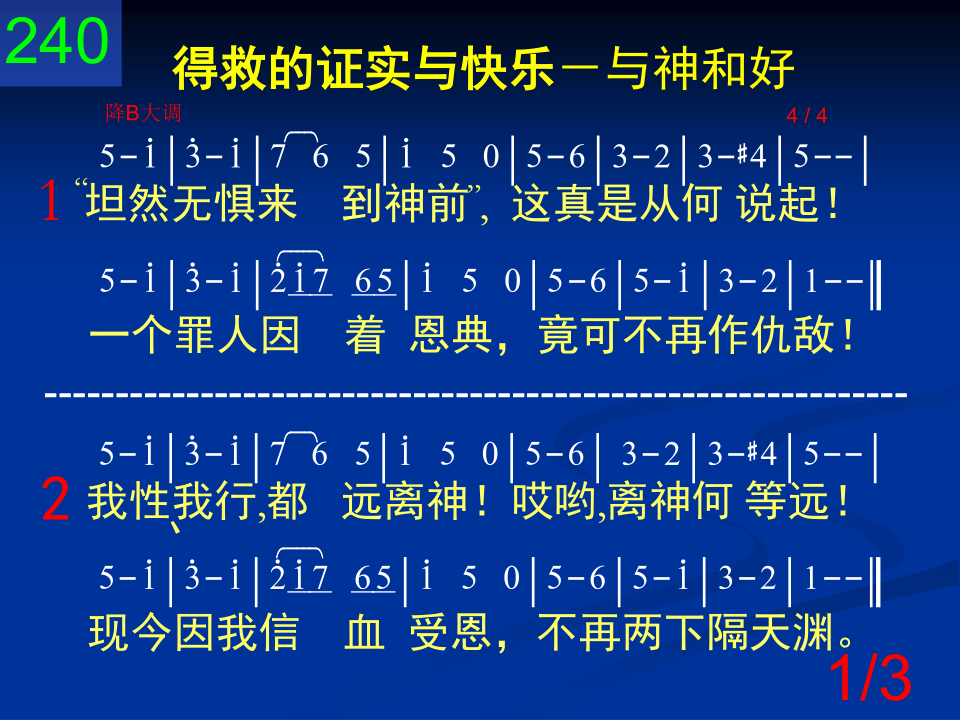 240
得救的证实与快乐－与神和好
降B大调 4 / 4
5－i̇|3̇－i̇|7 6 5|i̇ 5 0|5－6|3－2|3－♯4|5－－|
1 “坦然无惧来 到神前”, 这真是从何 说起！
5－i̇|3̇－i̇|2̇i̇7 65|i̇ 5 0|5－6|5－i̇|3－2|1－－‖
一个罪人因 着 恩典，竟可不再作仇敌！
------------------------------------------------------------
5－i̇|3̇－i̇|7 6 5|i̇ 5 0|5－6| 3－2|3－♯4|5－－|
2 我性、我行,都 远离神！哎哟,离神何 等远！
5－i̇|3̇－i̇|2̇i̇7 65|i̇ 5 0|5－6|5－i̇|3－2|1－－‖
现今因我信 血 受恩，不再两下隔天渊。
1/3